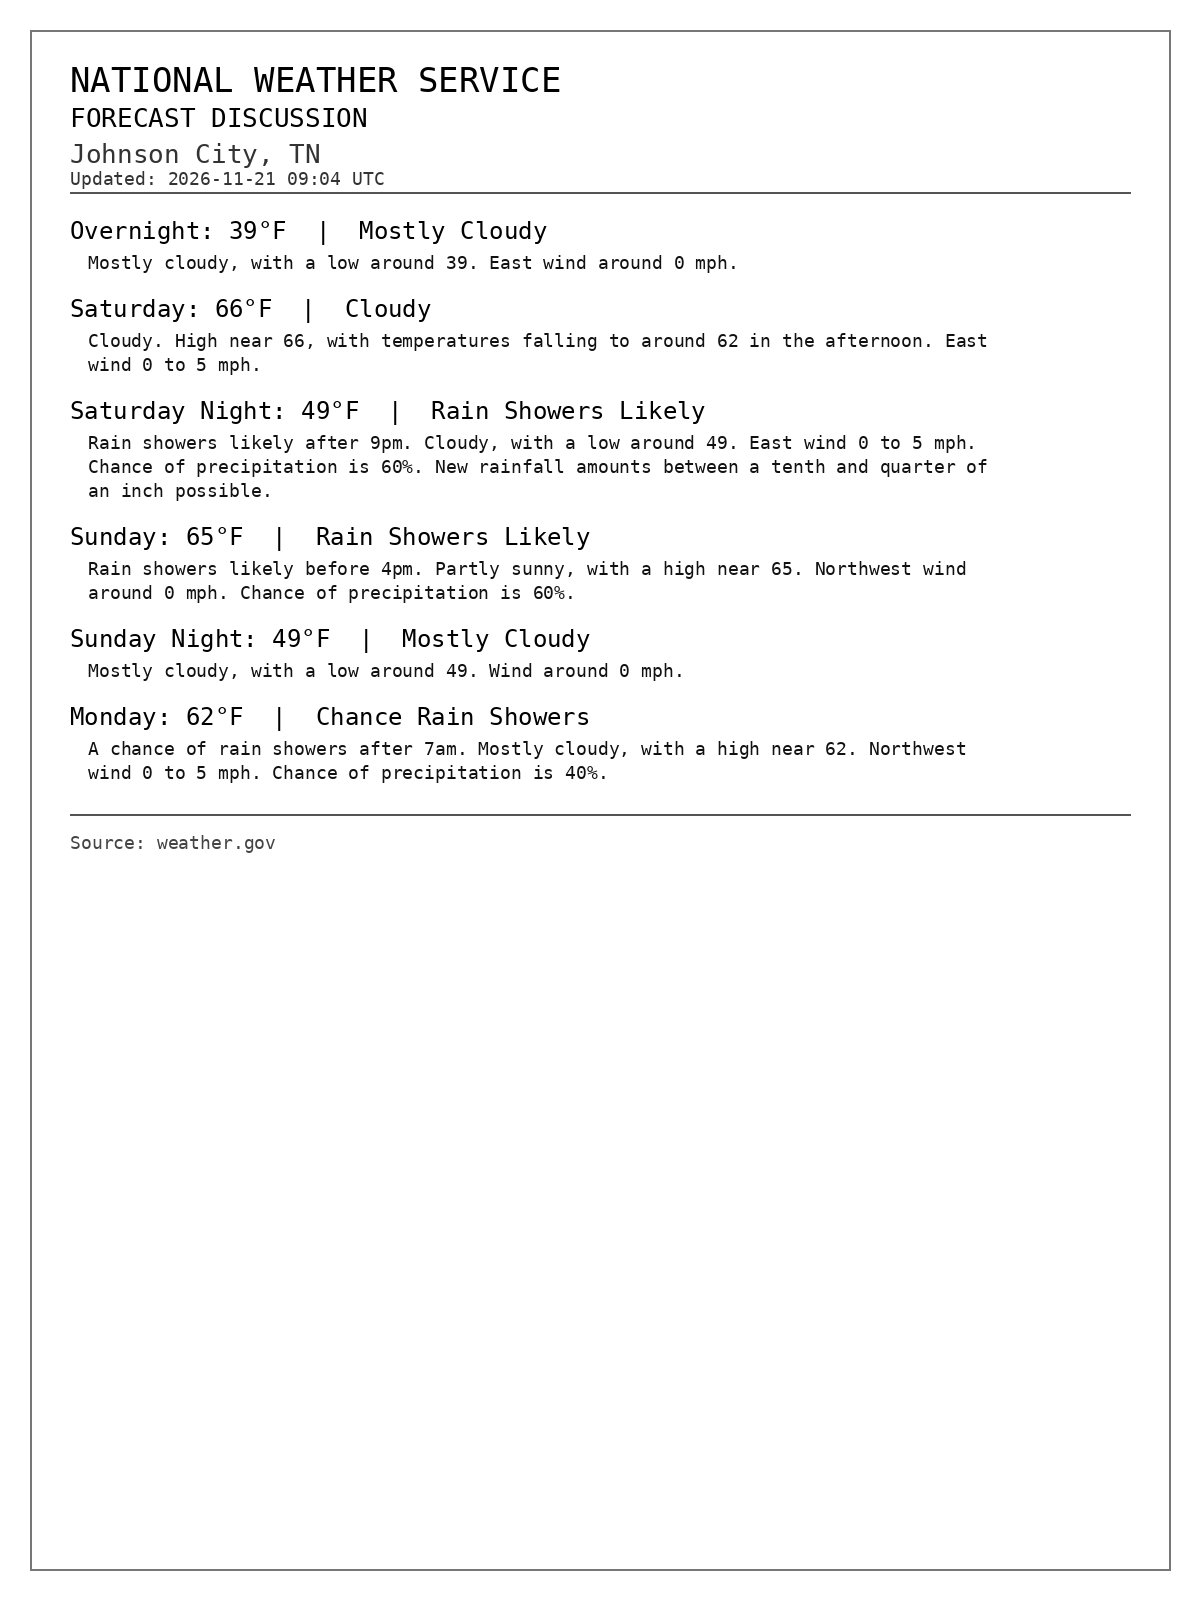 NATIONAL WEATHER SERVICE
FORECAST DISCUSSION
Johnson City, TN
Updated: 2026-11-21 09:04 UTC
Overnight: 39°F  |  Mostly Cloudy
Mostly cloudy, with a low around 39. East wind around 0 mph.
Saturday: 66°F  |  Cloudy
Cloudy. High near 66, with temperatures falling to around 62 in the afternoon. East
wind 0 to 5 mph.
Saturday Night: 49°F  |  Rain Showers Likely
Rain showers likely after 9pm. Cloudy, with a low around 49. East wind 0 to 5 mph.
Chance of precipitation is 60%. New rainfall amounts between a tenth and quarter of
an inch possible.
Sunday: 65°F  |  Rain Showers Likely
Rain showers likely before 4pm. Partly sunny, with a high near 65. Northwest wind
around 0 mph. Chance of precipitation is 60%.
Sunday Night: 49°F  |  Mostly Cloudy
Mostly cloudy, with a low around 49. Wind around 0 mph.
Monday: 62°F  |  Chance Rain Showers
A chance of rain showers after 7am. Mostly cloudy, with a high near 62. Northwest
wind 0 to 5 mph. Chance of precipitation is 40%.
Source: weather.gov